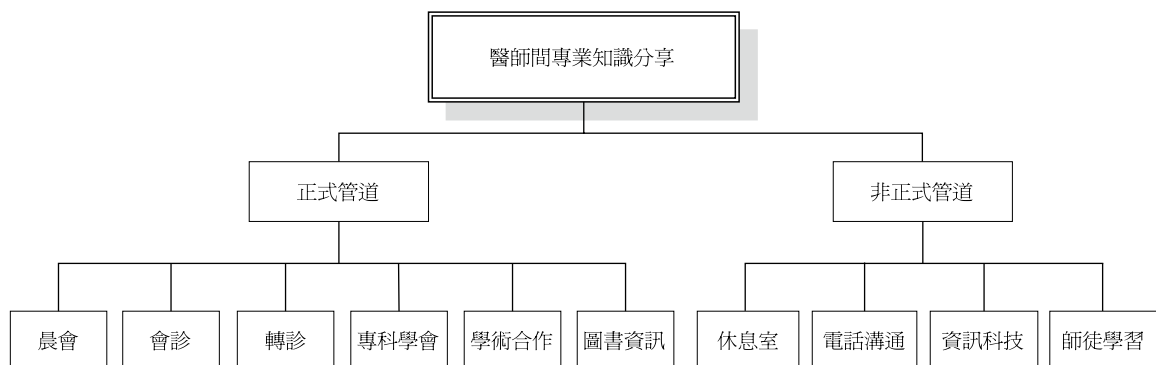 醫師間專業知識分享
正式管道
非正式管道
晨會
會診
轉診
專科學會
學術合作
圖書資訊
休息室
電話溝通
資訊科技
師徒學習